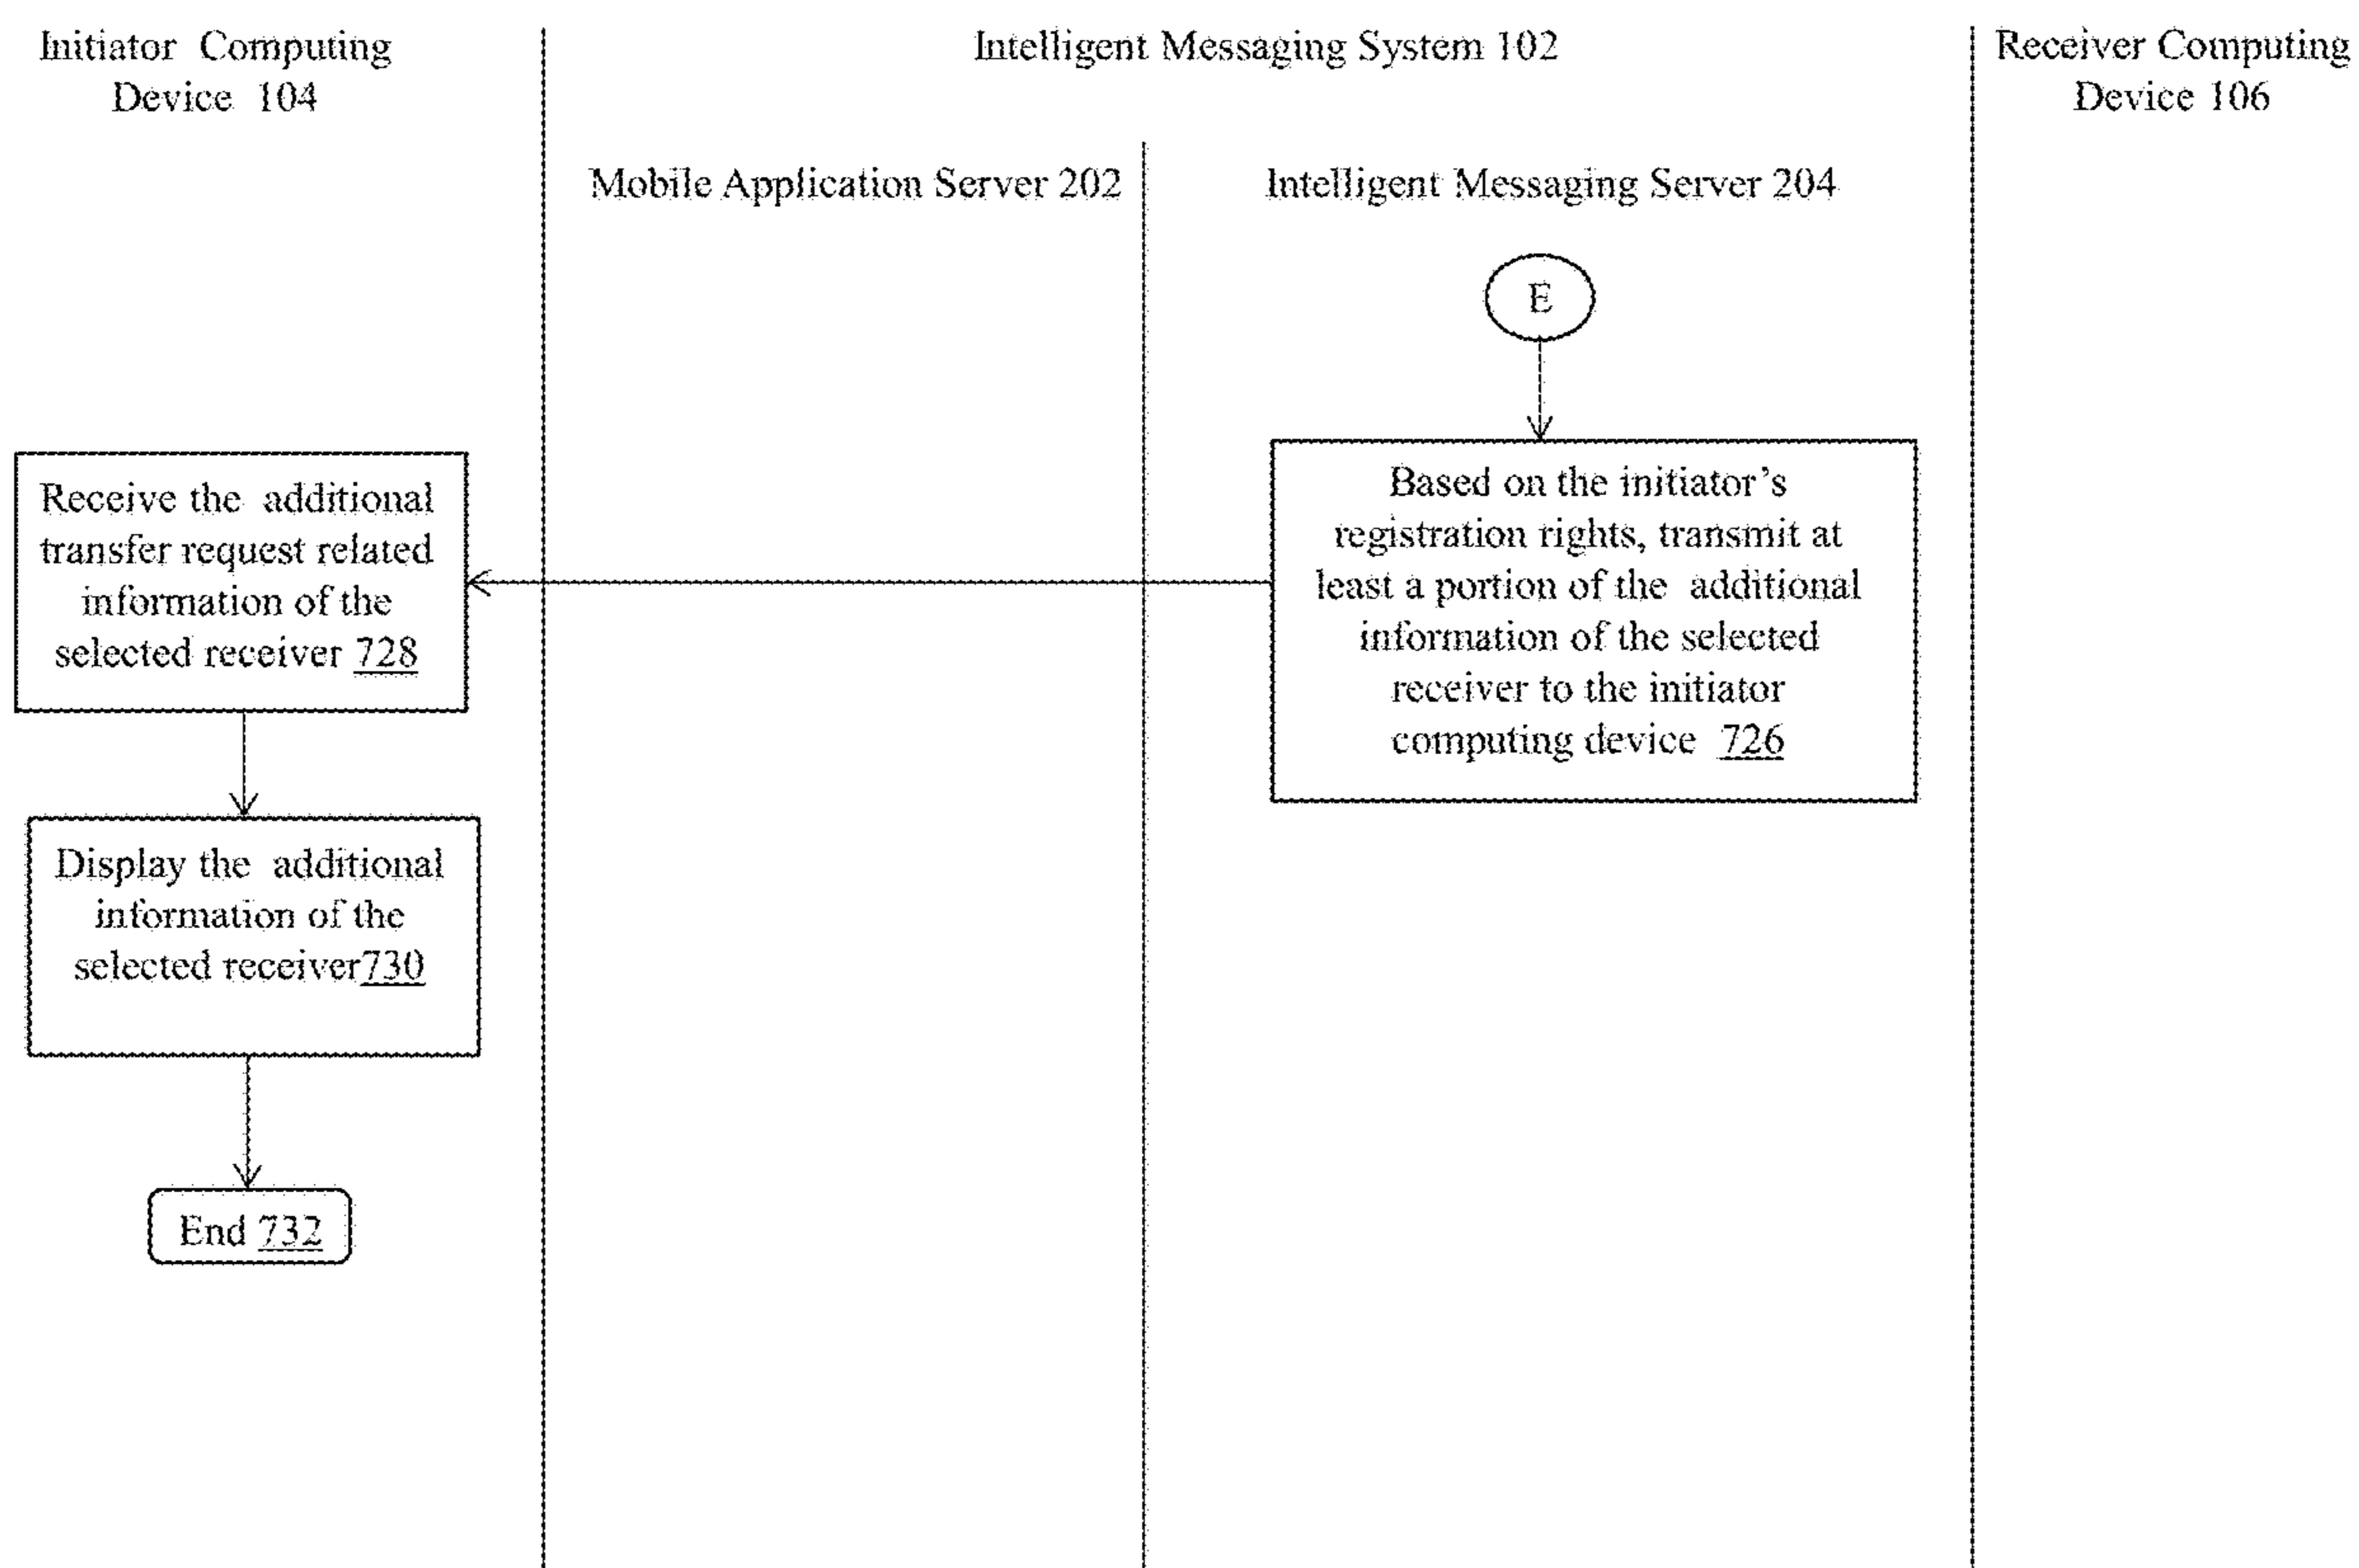 Initiator Computing
Device 104
Intelligent Messaging System 102
Receiver Computing
Device 106
Mobile Application Server 202
Intelligent Messaging Server 204
E
Based on the initiator's
registration rights, transmit at
least a portion of the additional
information of the selected
receiver to the initiator
computing device 726
Receive the additional
transfer request related
information of the
selected receiver 728
Display the additional
information of the
selected receiver730
End 732